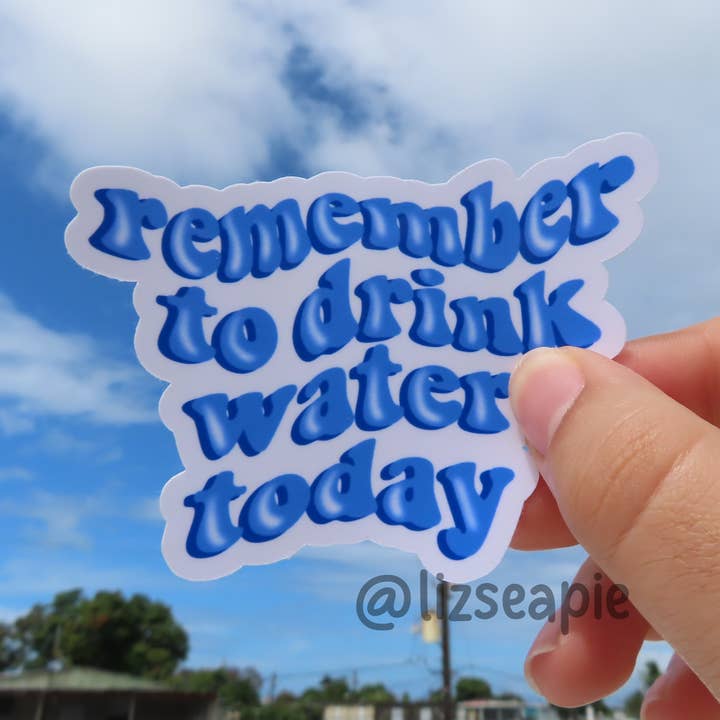 remember
to drink
water
today
@lizseapie